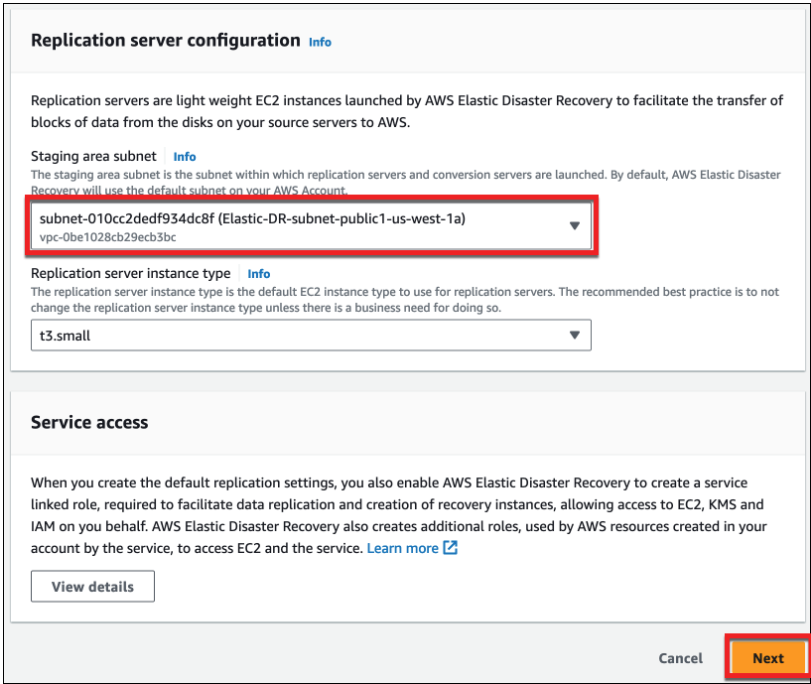 Replication server configuration Info
Replication servers are light weight EC2 instances launched by AWS Elastic Disaster Recovery to facilitate the transfer of
blocks of data from the disks on your source servers to AWS.
Staging area subnet Info
The staging area subnet is the subnet within which replication servers and conversion servers are launched. By default, AWS Elastic Disaster
Recovery will use the default subnet on your AWS Account.
subnet-010cc2dedf934dc8f (Elastic-DR-subnet-public1-us-west-1a)
vpc-0be1028cb29ecb3bc
Replication server instance type Info
The replication server instance type is the default EC2 instance type to use for replication servers. The recommended best practice is to not
change the replication server instance type unless there is a business need for doing so.
t3.small
Service access
When you create the default replication settings, you also enable AWS Elastic Disaster Recovery to create a service
linked role, required to facilitate data replication and creation of recovery instances, allowing access to EC2, KMS and
IAM on you behalf. AWS Elastic Disaster Recovery also creates additional roles, used by AWS resources created in your
account by the service, to access EC2 and the service. Learn more
View details
Cancel Next